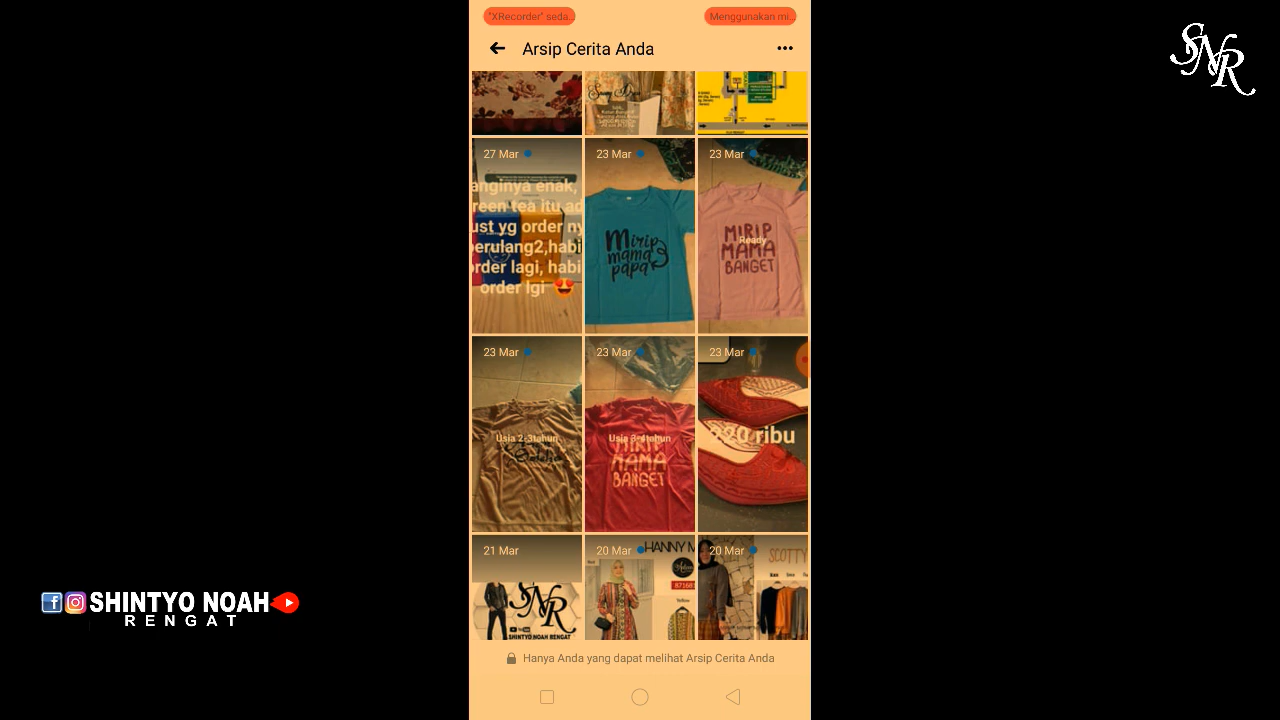 "XRecorder" seda...
Menggunakan mi...
Arsip Cerita Anda
SNR
27 Mar
anginya enak,
reen tea itu ad
ust yg order ny
perulang2,habi
order lagi, habi
order lgi 😍
23 Mar
Mirip
mama
papa
23 Mar
MIRIP
Ready
MAMA
BANGET
23 Mar
Usia 2-3tahun
23 Mar
Usia 3-4tahun
MIRIP
MAMA
BANGET
23 Mar
220 ribu
21 Mar
SNR
SHINTYO NOAH RENGAT
20 Mar
HANNY M
Yellow
20 Mar
SCOTTY
SHINTYO NOAH
RENGAT
Hanya Anda yang dapat melihat Arsip Cerita Anda